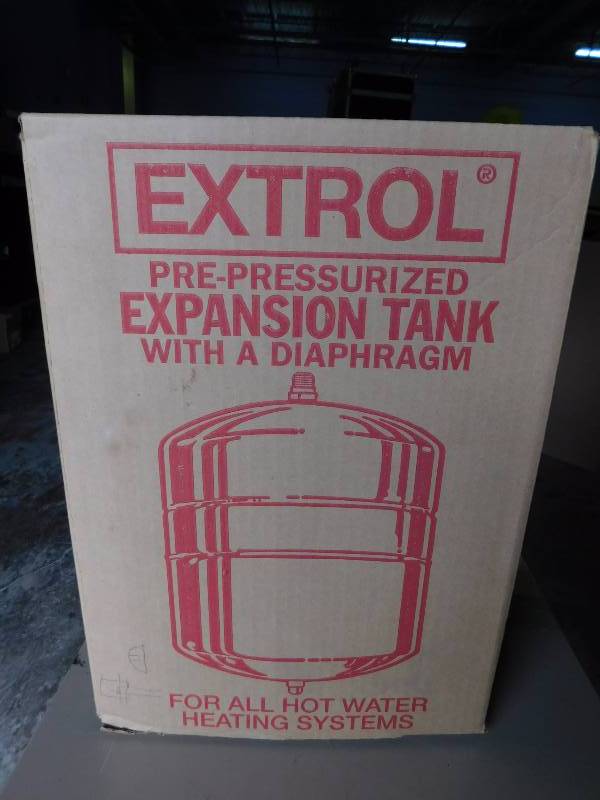 EXTROL®
PRE-PRESSURIZED
EXPANSION TANK
WITH A DIAPHRAGM
FOR ALL HOT WATER
HEATING SYSTEMS